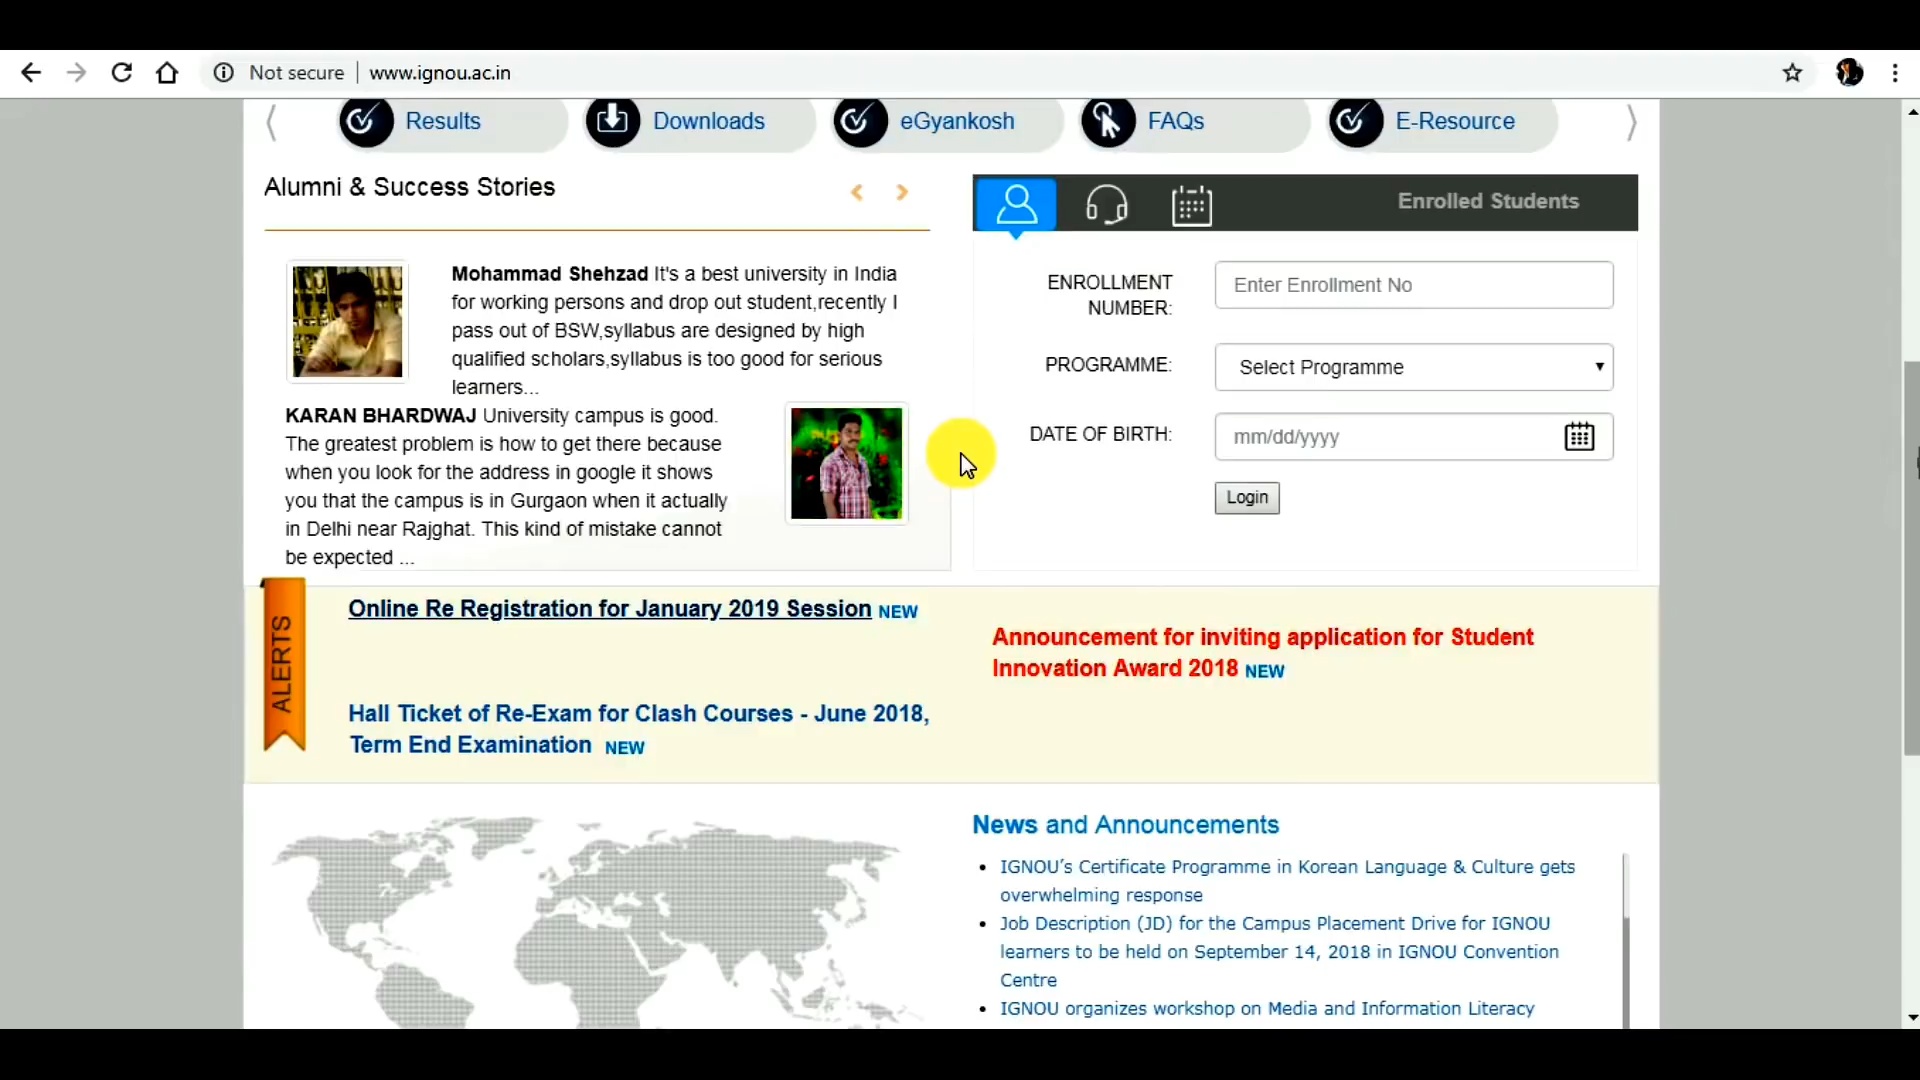 Not secure www.ignou.ac.in
Results Downloads eGyankosh FAQs E-Resource
Alumni & Success Stories
Mohammad Shehzad It's a best university in India
for working persons and drop out student,recently I
pass out of BSW,syllabus are designed by high
qualified scholars,syllabus is too good for serious
learners...
KARAN BHARDWAJ University campus is good.
The greatest problem is how to get there because
when you look for the address in google it shows
you that the campus is in Gurgaon when it actually
in Delhi near Rajghat. This kind of mistake cannot
be expected ...
Enrolled Students
ENROLLMENT
NUMBER:
Enter Enrollment No
PROGRAMME:
Select Programme
DATE OF BIRTH:
mm/dd/yyyy
Login
ALERTS
Online Re Registration for January 2019 Session NEW
Hall Ticket of Re-Exam for Clash Courses - June 2018,
Term End Examination NEW
Announcement for inviting application for Student
Innovation Award 2018 NEW
News and Announcements
IGNOU's Certificate Programme in Korean Language & Culture gets
overwhelming response
Job Description (JD) for the Campus Placement Drive for IGNOU
learners to be held on September 14, 2018 in IGNOU Convention
Centre
IGNOU organizes workshop on Media and Information Literacy